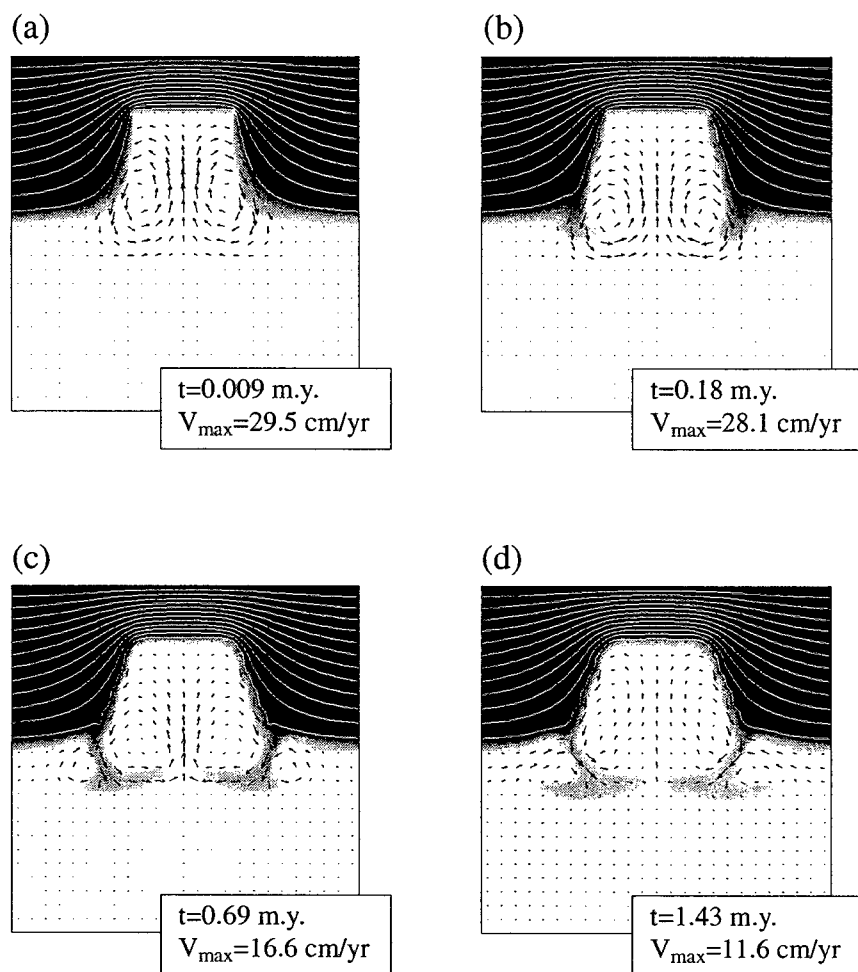 (a)
(b)
t=0.009 m.y.
Vmax=29.5 cm/yr
t=0.18 m.y.
Vmax=28.1 cm/yr
(c)
(d)
t=0.69 m.y.
Vmax=16.6 cm/yr
t=1.43 m.y.
Vmax=11.6 cm/yr